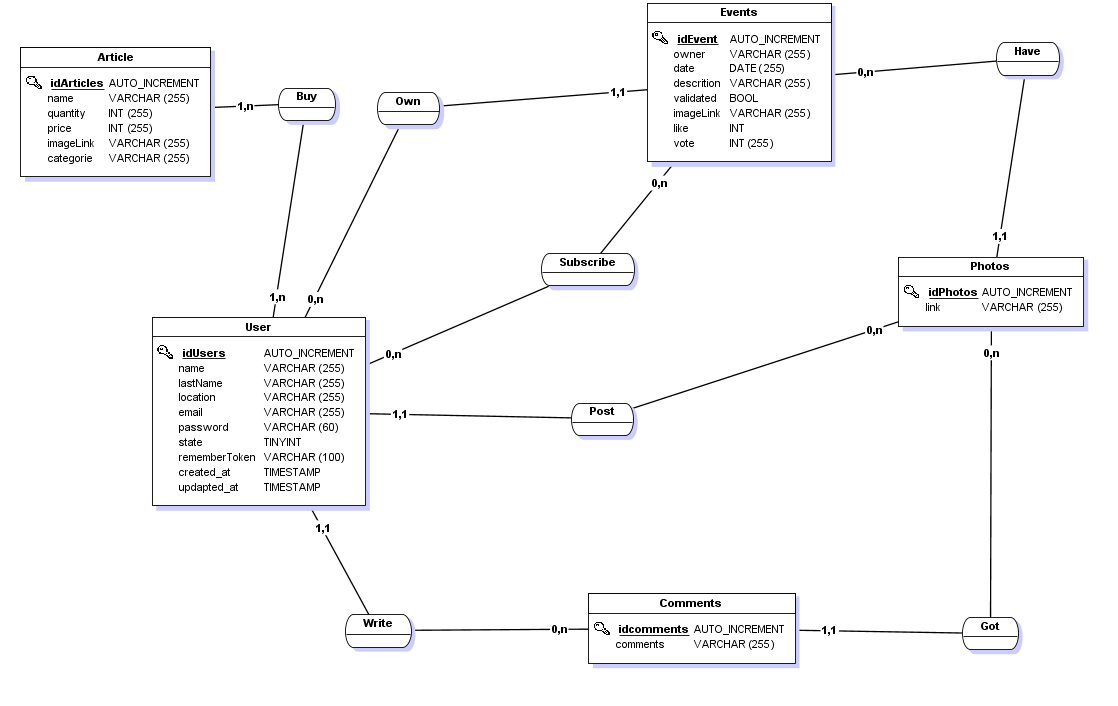 Events
idEvent AUTO_INCREMENT
owner VARCHAR (255)
date DATE (255)
descrition VARCHAR (255)
validated BOOL
imageLink VARCHAR (255)
like INT
vote INT (255)
Have
0,n
1,1
Article
idArticles AUTO_INCREMENT
name VARCHAR (255)
quantity INT (255)
price INT (255)
imageLink VARCHAR (255)
categorie VARCHAR (255)
1,n
Buy
1,n
Own
1,1
0,n
0,n
Subscribe
0,n
Photos
idPhotos AUTO_INCREMENT
link VARCHAR (255)
0,n
0,n
User
idUsers AUTO_INCREMENT
name VARCHAR (255)
lastName VARCHAR (255)
location VARCHAR (255)
email VARCHAR (255)
password VARCHAR (60)
state TINYINT
rememberToken VARCHAR (100)
created_at TIMESTAMP
updapted_at TIMESTAMP
1,1
Post
1,1
Write
0,n
Comments
idcomments AUTO_INCREMENT
comments VARCHAR (255)
1,1
Got